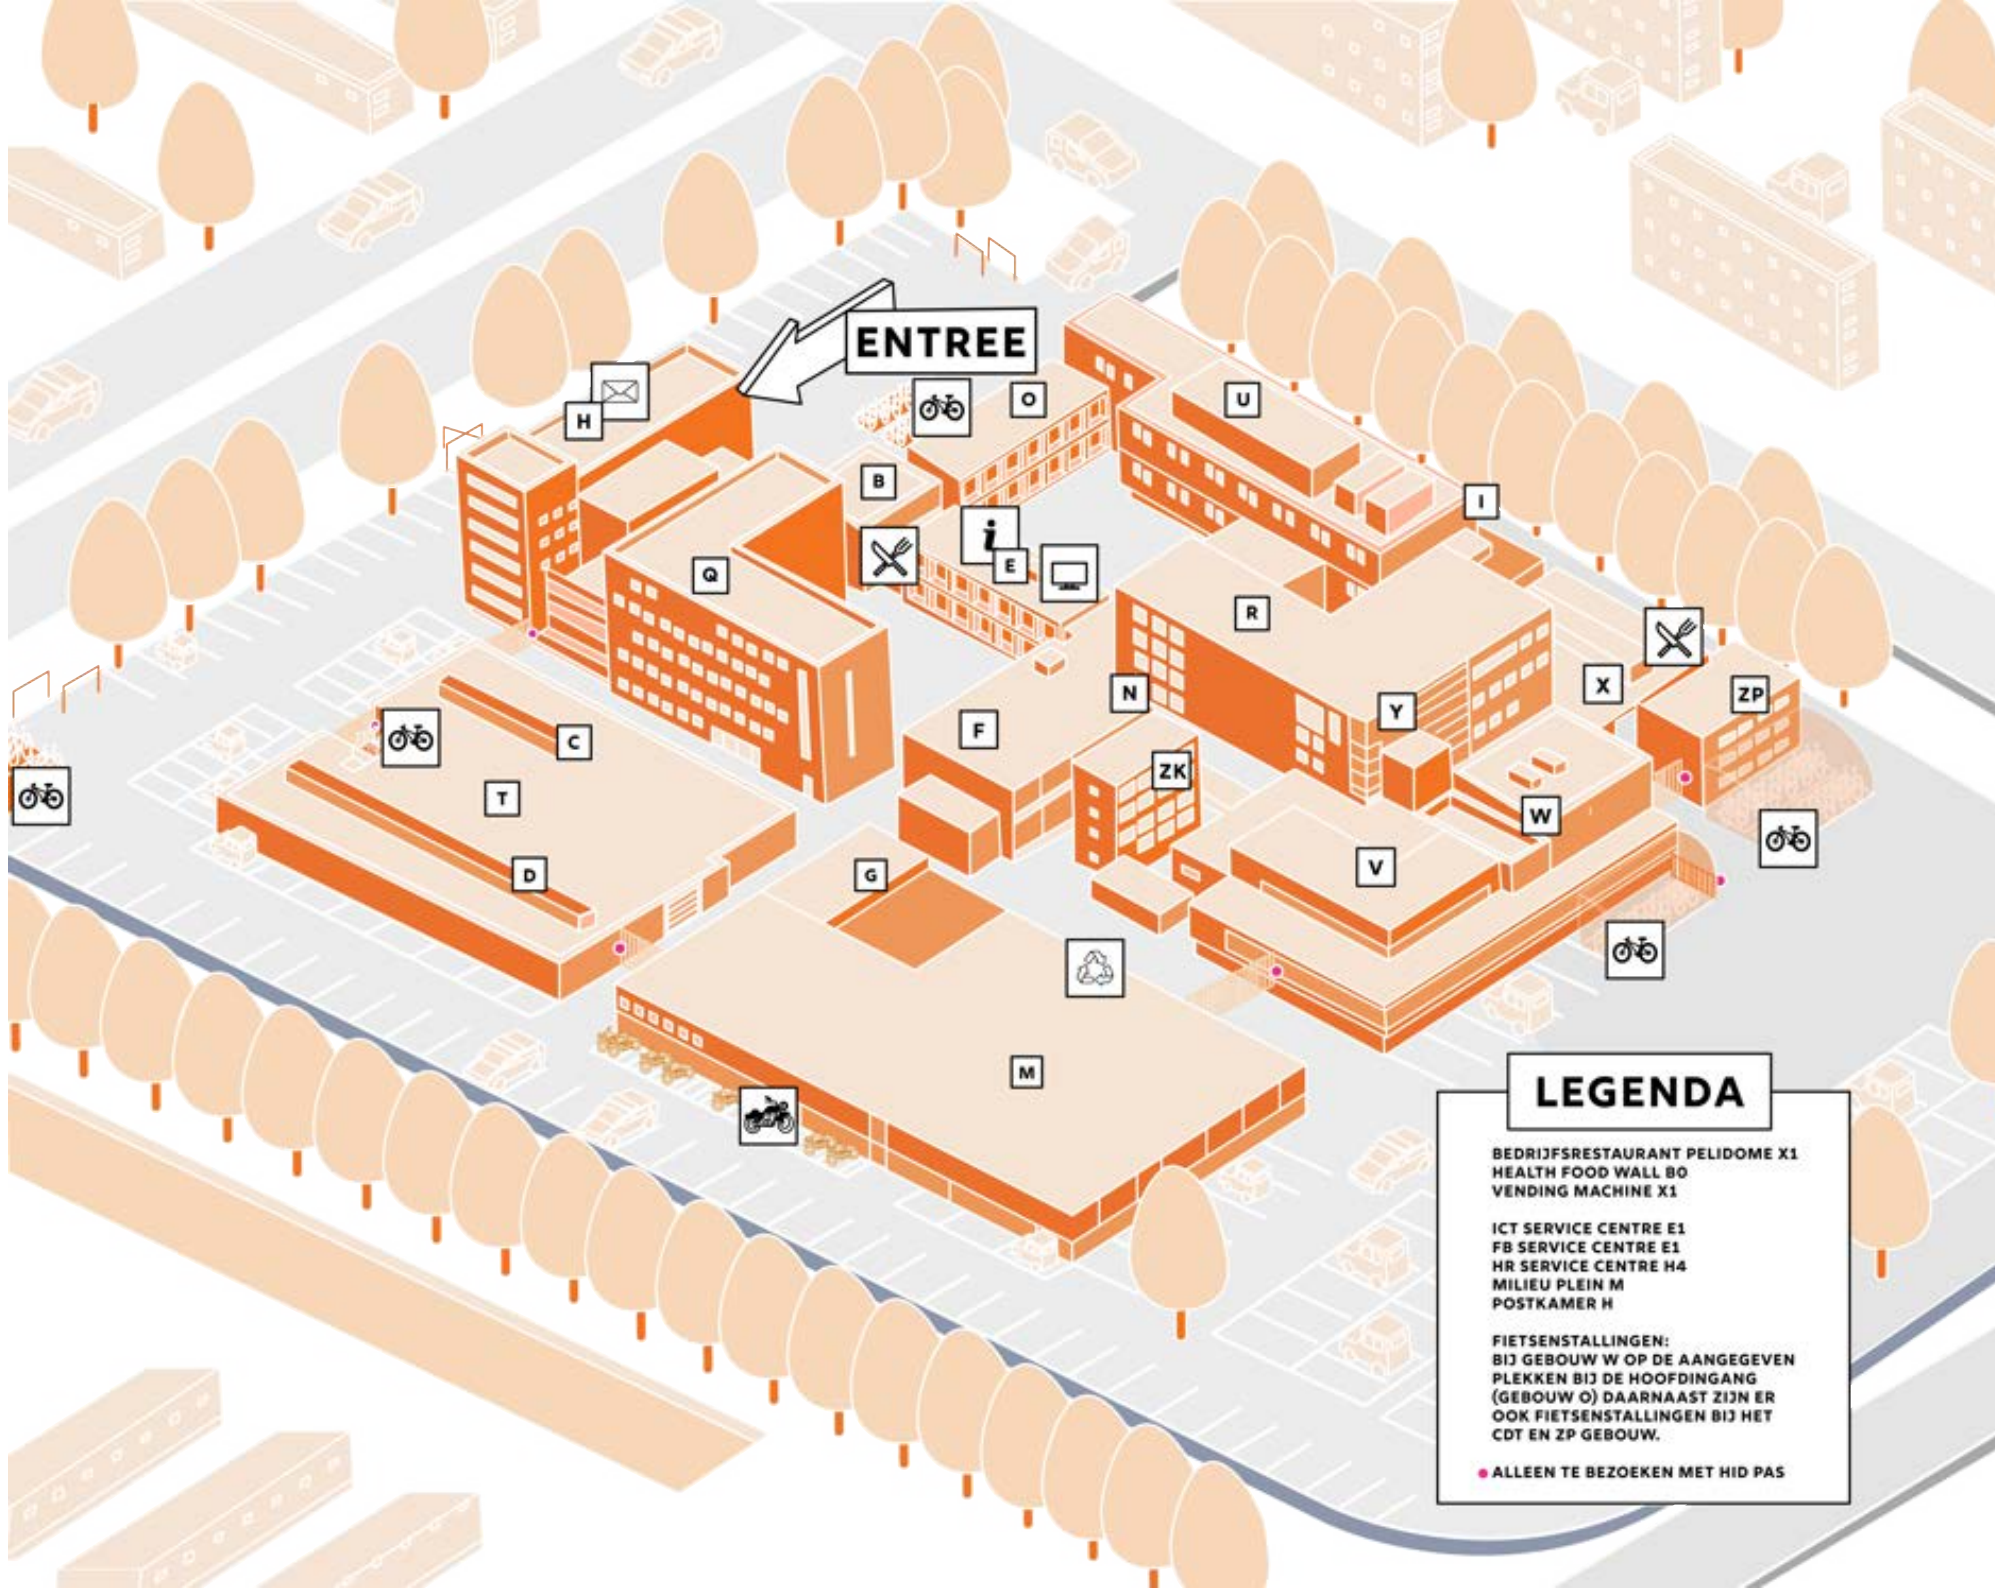 ENTREE
H
O
U
B
I
Q
E
R
N
X
ZP
F
Y
C
ZK
T
W
D
G
V
M
LEGENDA
BEDRIJFSRESTAURANT PELIDOME X1
HEALTH FOOD WALL B0
VENDING MACHINE X1
ICT SERVICE CENTRE E1
FB SERVICE CENTRE E1
HR SERVICE CENTRE H4
MILIEU PLEIN M
POSTKAMER H
FIETSENSTALLINGEN:
BIJ GEBOUW W OP DE AANGEGEVEN
PLEKKEN BIJ DE HOOFDINGANG
(GEBOUW O) DAARNAAST ZIJN ER
OOK FIETSENSTALLINGEN BIJ HET
CDT EN ZP GEBOUW.
ALLEEN TE BEZOEKEN MET HID PAS